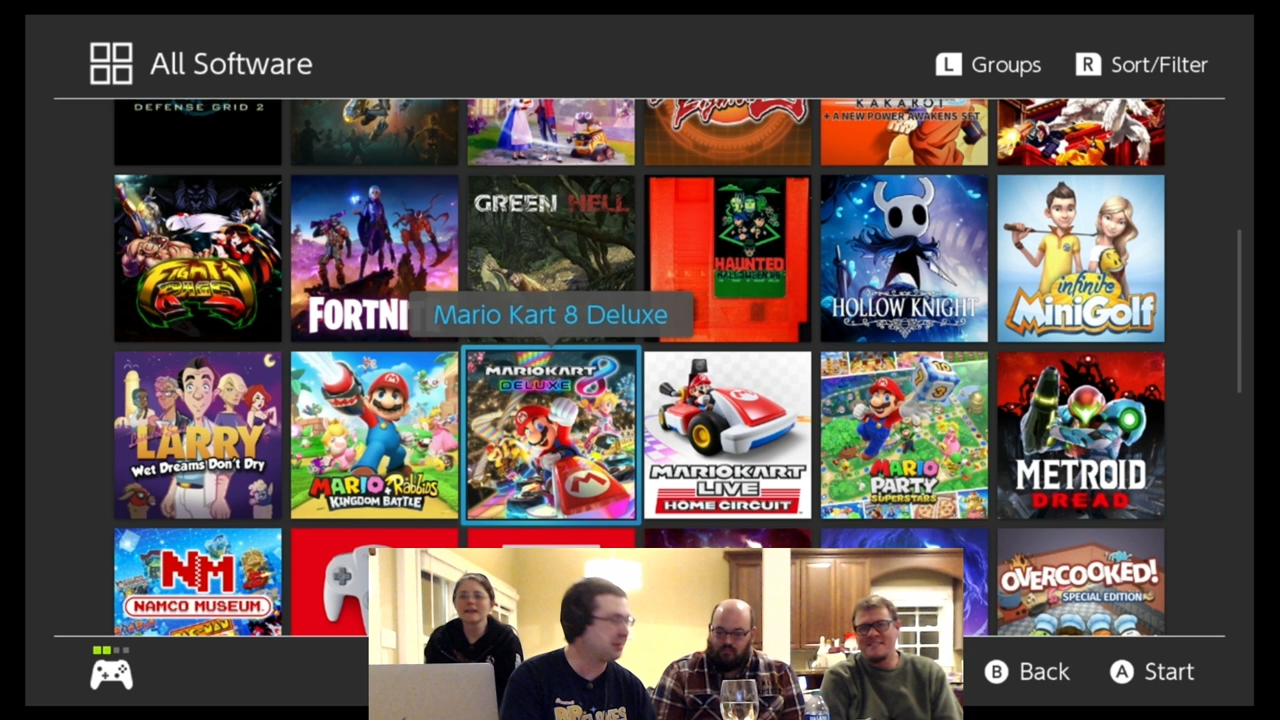 All Software
L Groups
R Sort/Filter
DEFENSE GRID 2
KAKAROT
+ A NEW POWER AWAKENS SET
FIGHT'N
RAGE
FORTNI
GREEN HELL
HAUNTED
HOLLOW KNIGHT
infinite
MiniGolf
Mario Kart 8 Deluxe
LARRY
Wet Dreams Don't Dry
MARIO + Rabbids
KINGDOM BATTLE
MARIOKART 8
DELUXE
MARIOKART
LIVE
HOME CIRCUIT
MARIO
PARTY
SUPERSTARS
METROID
DREAD
NM
NAMCO MUSEUM
OVERCOOKED!
SPECIAL EDITION
B Back
A Start